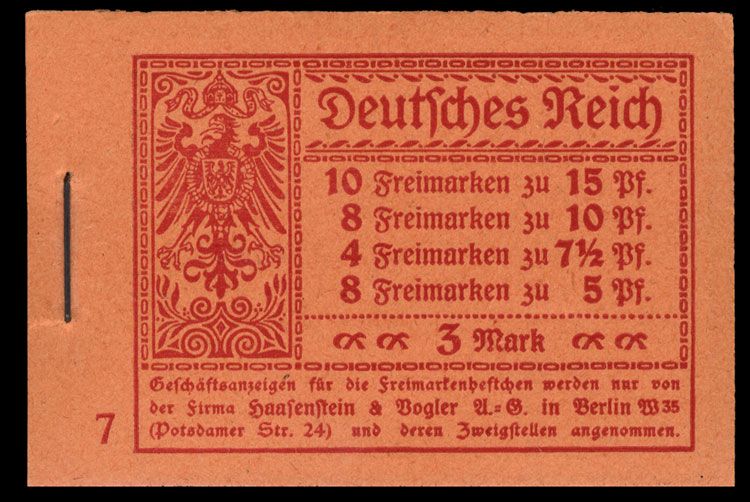 Deutsches Reich
10 Freimarken zu 15 Pf.
8 Freimarken zu 10 Pf.
4 Freimarken zu 7½ Pf.
8 Freimarken zu 5 Pf.
3 Mark
Geschäftsanzeigen für die Freimarkenheftchen werden nur von
der Firma Haasenstein & Vogler A.=G. in Berlin W 35
(Potsdamer Str. 24) und deren Zweigstellen angenommen.
7